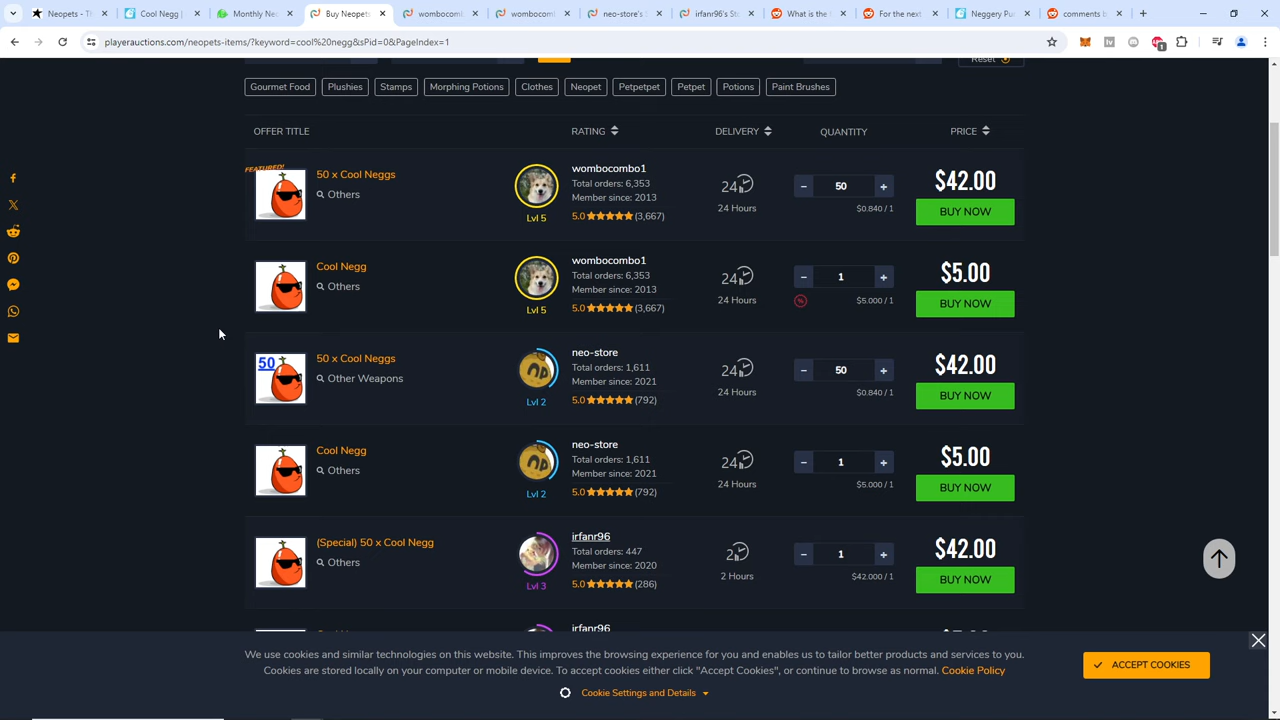 Neopets - T
Cool Negg |
Monthly Ne
Buy Neopets
wombocomb
wombocom
neo-store's
irfanr96's St
What is the
For the next
Neggery Pu
comments b
playerauctions.com/neopets-items/?keyword=cool%20negg&sPid=0&PageIndex=1
Reset
Gourmet Food Plushies Stamps Morphing Potions Clothes Neopet Petpetpet Petpet Potions Paint Brushes
OFFER TITLE RATING DELIVERY QUANTITY PRICE
FEATURED!
50 x Cool Neggs
Others
Lvl 5
wombocombo1
Total orders: 6,353
Member since: 2013
5.0 (3,667)
24
24 Hours
50
$0.840 / 1
$42.00
BUY NOW
Cool Negg
Others
Lvl 5
wombocombo1
Total orders: 6,353
Member since: 2013
5.0 (3,667)
24
24 Hours
1
$5.000 / 1
$5.00
BUY NOW
50
50 x Cool Neggs
Other Weapons
np
Lvl 2
neo-store
Total orders: 1,611
Member since: 2021
5.0 (792)
24
24 Hours
50
$0.840 / 1
$42.00
BUY NOW
Cool Negg
Others
np
Lvl 2
neo-store
Total orders: 1,611
Member since: 2021
5.0 (792)
24
24 Hours
1
$5.000 / 1
$5.00
BUY NOW
(Special) 50 x Cool Negg
Others
Lvl 3
irfanr96
Total orders: 447
Member since: 2020
5.0 (286)
2
2 Hours
1
$42.000 / 1
$42.00
BUY NOW
irfanr96
We use cookies and similar technologies on this website. This improves the browsing experience for you and enables us to tailor better products and services to you.
Cookies are stored locally on your computer or mobile device. To accept cookies either click "Accept Cookies", or continue to browse as normal. Cookie Policy
Cookie Settings and Details
ACCEPT COOKIES